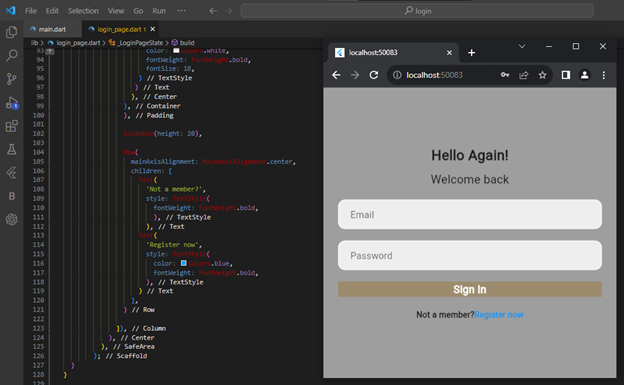 File Edit Selection View Go Run ...
login
main.dart
login_page.dart 1
lib > login_page.dart > _LoginPageState > build
93 color: Colors.white,
94 fontWeight: FontWeight.bold,
95 fontSize: 18,
96 ) // TextStyle
97 ) // Text
98 ), // Center
99 ), // Container
100 ), // Padding
101
102 SizedBox(height: 20),
103
104 Row(
105 mainAxisAlignment: MainAxisAlignment.center,
106 children: [
107 Text(
108 'Not a member?',
109 style: TextStyle(
110 fontWeight: FontWeight.bold,
111 ), // TextStyle
112 ), // Text
113 Text(
114 'Register now',
115 style: TextStyle(
116 color: Colors.blue,
117 fontWeight: FontWeight.bold,
118 ), // TextStyle
119 ) // Text
120 ],
121 ) // Row
122
123 ]), // Column
124 ), // Center
125 ), // SafeArea
126 ); // Scaffold
127 }
128 }
localhost:50083
localhost:50083
Hello Again!
Welcome back
Email
Password
Sign In
Not a member?Register now